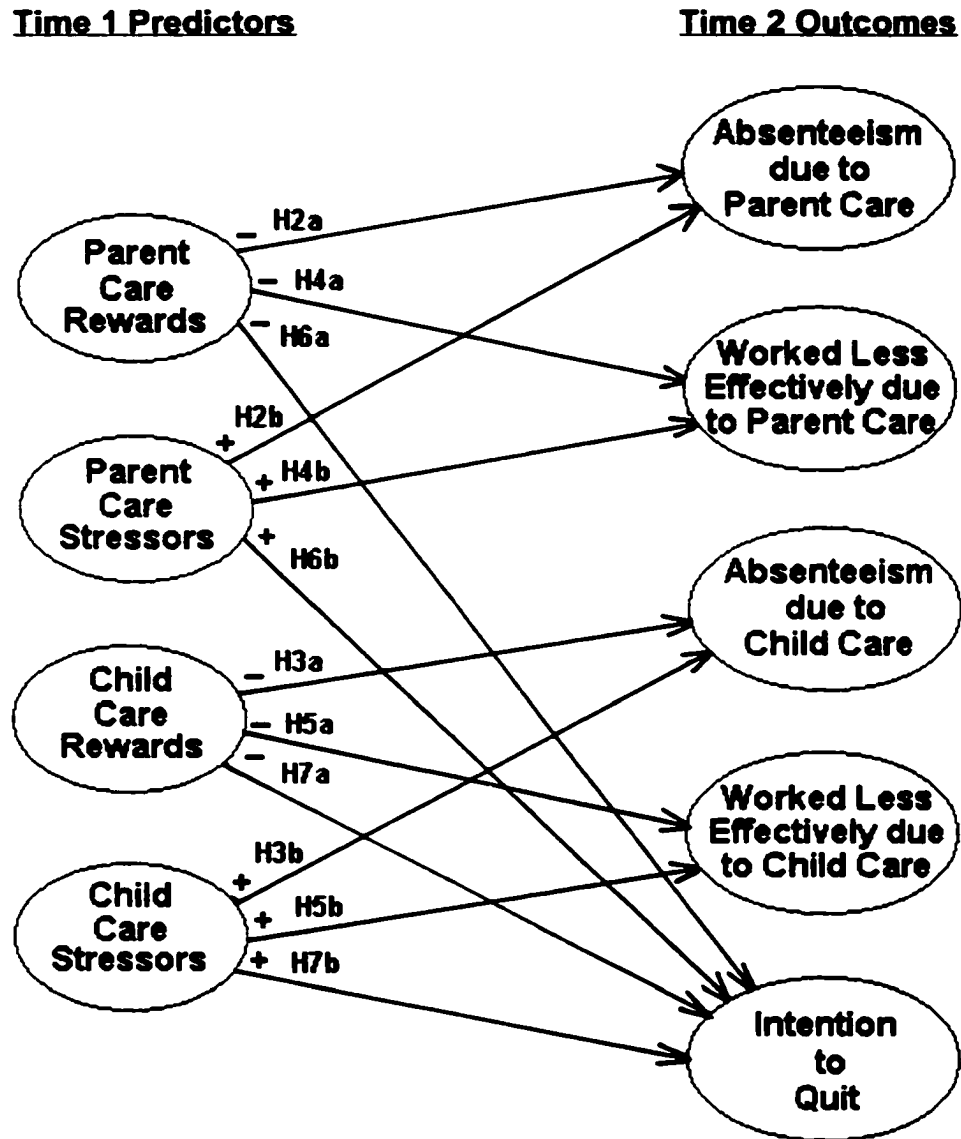 Time 1 Predictors
Time 2 Outcomes
Absenteeism
due to
Parent Care
Parent
Care
Rewards
− H2a
− H4a
− H6a
Worked Less
Effectively due
to Parent Care
Parent
Care
Stressors
+ H2b
+ H4b
+ H6b
Absenteeism
due to
Child Care
Child
Care
Rewards
− H3a
− H5a
− H7a
Worked Less
Effectively due
to Child Care
Child
Care
Stressors
+ H3b
+ H5b
+ H7b
Intention
to
Quit